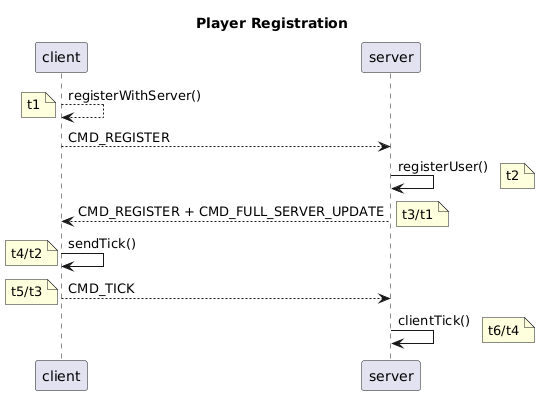 Player Registration
client
server
t1
registerWithServer()
CMD_REGISTER
registerUser()
t2
CMD_REGISTER + CMD_FULL_SERVER_UPDATE
t3/t1
t4/t2
sendTick()
t5/t3
CMD_TICK
clientTick()
t6/t4
client
server